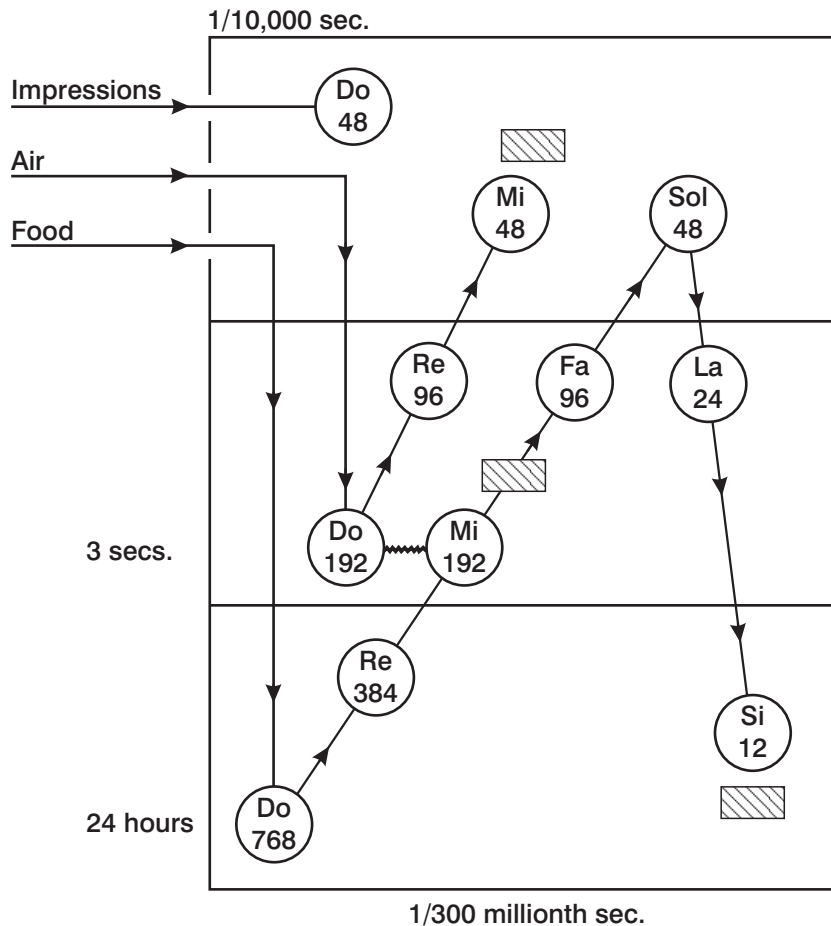 1/10,000 sec.
Impressions
Do
48
Air
Mi
48
Sol
48
Food
Re
96
Fa
96
La
24
3 secs.
Do
192
Mi
192
Re
384
Si
12
24 hours
Do
768
1/300 millionth sec.